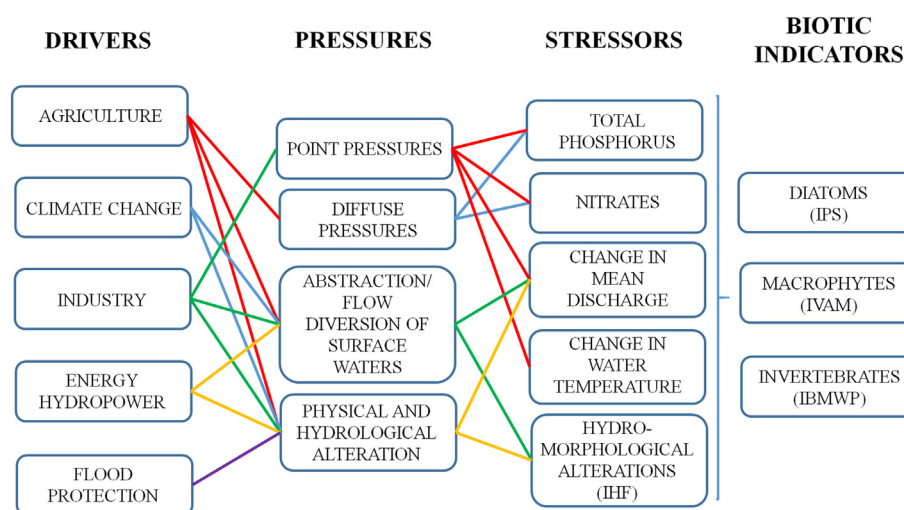 DRIVERS
AGRICULTURE
CLIMATE CHANGE
INDUSTRY
ENERGY
HYDROPOWER
FLOOD
PROTECTION
PRESSURES
POINT PRESSURES
DIFFUSE
PRESSURES
ABSTRACTION/
FLOW
DIVERSION OF
SURFACE
WATERS
PHYSICAL AND
HYDROLOGICAL
ALTERATION
STRESSORS
TOTAL
PHOSPHORUS
NITRATES
CHANGE IN
MEAN
DISCHARGE
CHANGE IN
WATER
TEMPERATURE
HYDRO-
MORPHOLOGICAL
ALTERATIONS
(IHF)
BIOTIC
INDICATORS
DIATOMS
(IPS)
MACROPHYTES
(IVAM)
INVERTEBRATES
(IBMWP)